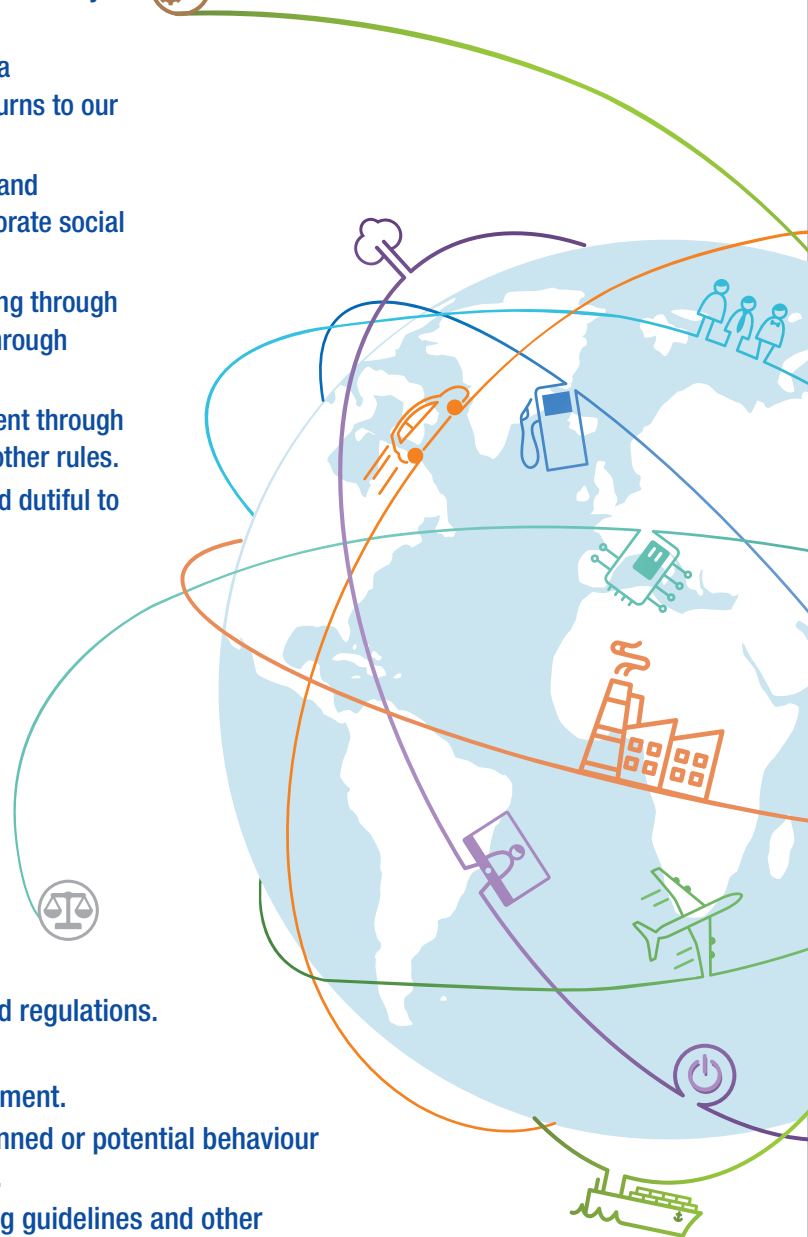 a
urns to our
and
orate social
ng through
hrough
ent through
other rules.
d dutiful to
d regulations.
ment.
nned or potential behaviour
.
g guidelines and other